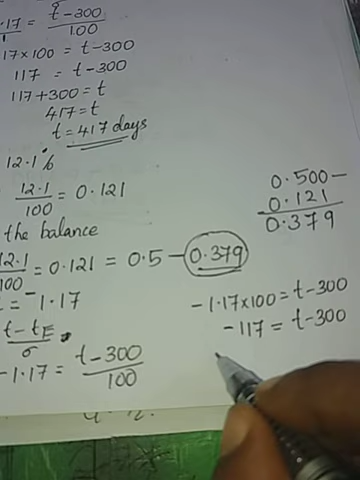 1.17 = t-300/100
.17×100 = t-300
117 = t-300
117+300 = t
417 = t
t = 417 days
12.1%
12.1/100 = 0.121
0.500-
0.121
0.379
the balance
12.1/100 = 0.121 = 0.5 - 0.379
= -1.17
t-tE/σ
-1.17 = t-300/100
-1.17×100 = t-300
-117 = t-300